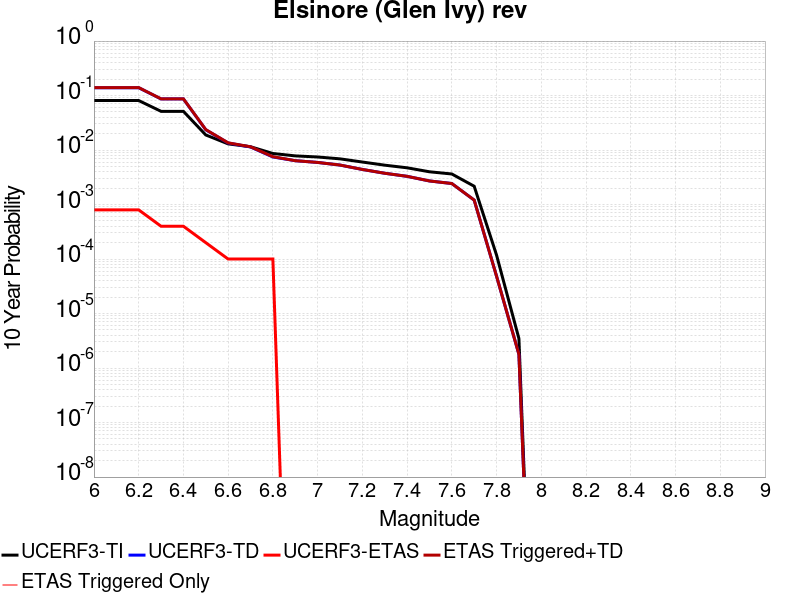 Elsinore (Glen Ivy) rev
10 Year Probability
10^0
10^-1
10^-2
10^-3
10^-4
10^-5
10^-6
10^-7
10^-8
6 6.2 6.4 6.6 6.8 7 7.2 7.4 7.6 7.8 8 8.2 8.4 8.6 8.8 9
Magnitude
UCERF3-TI UCERF3-TD UCERF3-ETAS ETAS Triggered+TD
ETAS Triggered Only